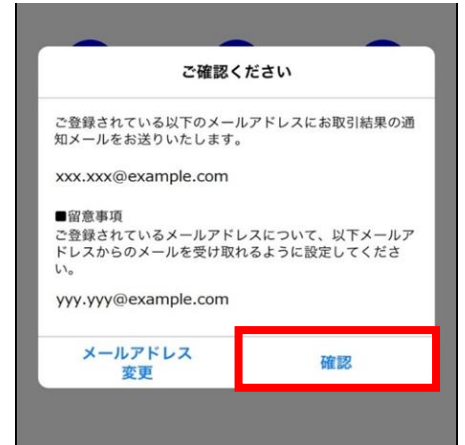 ご確認ください
ご登録されている以下のメールアドレスにお取引結果の通
知メールをお送りいたします。
xxx.xxx@example.com
■留意事項
ご登録されているメールアドレスについて、以下メールア
ドレスからのメールを受け取れるように設定してくださ
い。
yyy.yyy@example.com
メールアドレス
変更
確認